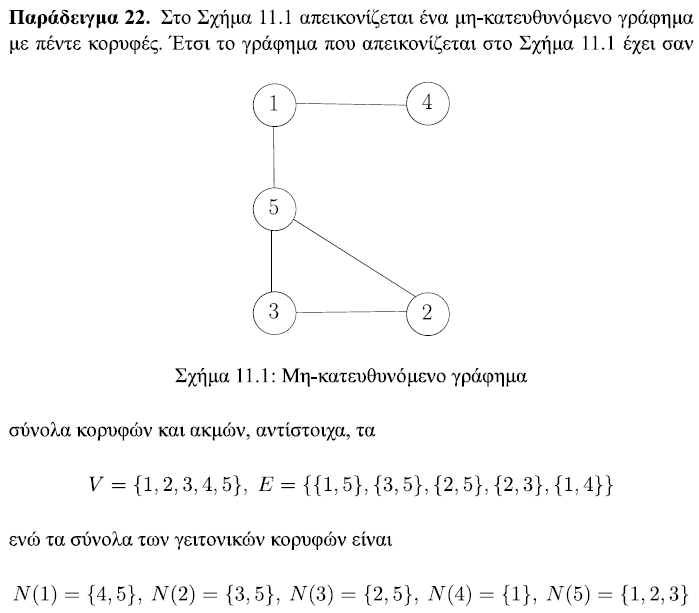 Παράδειγμα 22. Στο Σχήμα 11.1 απεικονίζεται ένα μη-κατευθυνόμενο γράφημα
με πέντε κορυφές. Έτσι το γράφημα που απεικονίζεται στο Σχήμα 11.1 έχει σαν
1 4
5
3 2
Σχήμα 11.1: Μη-κατευθυνόμενο γράφημα
σύνολα κορυφών και ακμών, αντίστοιχα, τα
V = {1, 2, 3, 4, 5}, E = {{1, 5}, {3, 5}, {2, 5}, {2, 3}, {1, 4}}
ενώ τα σύνολα των γειτονικών κορυφών είναι
N(1) = {4, 5}, N(2) = {3, 5}, N(3) = {2, 5}, N(4) = {1}, N(5) = {1, 2, 3}